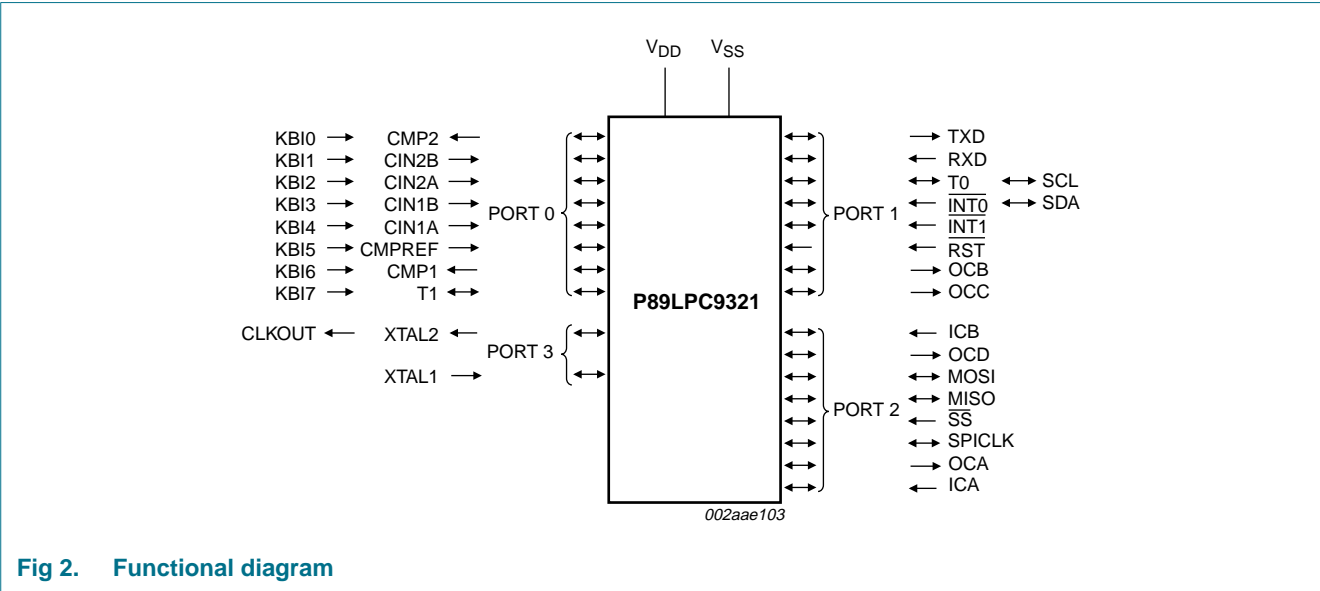 VDD VSS
KBI0 CMP2 TXD
KBI1 CIN2B RXD
KBI2 CIN2A T0 SCL
KBI3 CIN1B INT0 SDA
PORT 0 PORT 1
KBI4 CIN1A INT1
KBI5 CMPREF RST
KBI6 CMP1 OCB
KBI7 T1 OCC
P89LPC9321
CLKOUT XTAL2 ICB
PORT 3 OCD
XTAL1 MOSI
MISO
PORT 2
SS
SPICLK
OCA
ICA
002aae103
Fig 2. Functional diagram